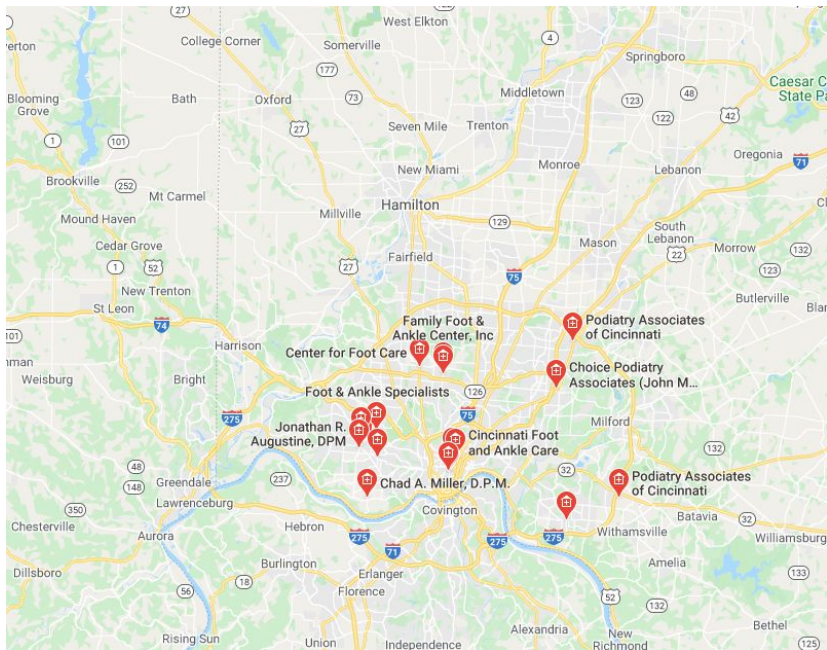 27
West Elkton
verton
College Corner
Somerville
4
Springboro
177
Middletown
Caesar C
State Pa
Blooming
Grove
Bath
Oxford
73
123
48
27
Seven Mile
Trenton
122
42
1
101
Oregonia
71
New Miami
Monroe
Lebanon
Brookville
252
Mt Carmel
123
Hamilton
Millville
Mound Haven
129
South
Lebanon
Cedar Grove
Mason
Morrow
132
1
52
Fairfield
22
27
New Trenton
75
123
St Leon
Butlerville
Blan
74
Family Foot &
Ankle Center, Inc
Podiatry Associates
of Cincinnati
101
Harrison
Center for Foot Care
nman
Weisburg
Bright
Choice Podiatry
Associates (John M...
126
Foot & Ankle Specialists
275
75
Milford
Jonathan R.
Augustine, DPM
Cincinnati Foot
and Ankle Care
131
48
32
148
Greendale
237
Chad A. Miller, D.P.M.
Podiatry Associates
of Cincinnati
Lawrenceburg
350
Covington
Batavia
32
Chesterville
Hebron
Withamsville
Williamsburg
Aurora
275
71
275
275
Burlington
Erlanger
Amelia
Dillsboro
18
133
56
Florence
52
132
Rising Sun
Bethel
Union
Independence
Alexandria
New
Richmond
125